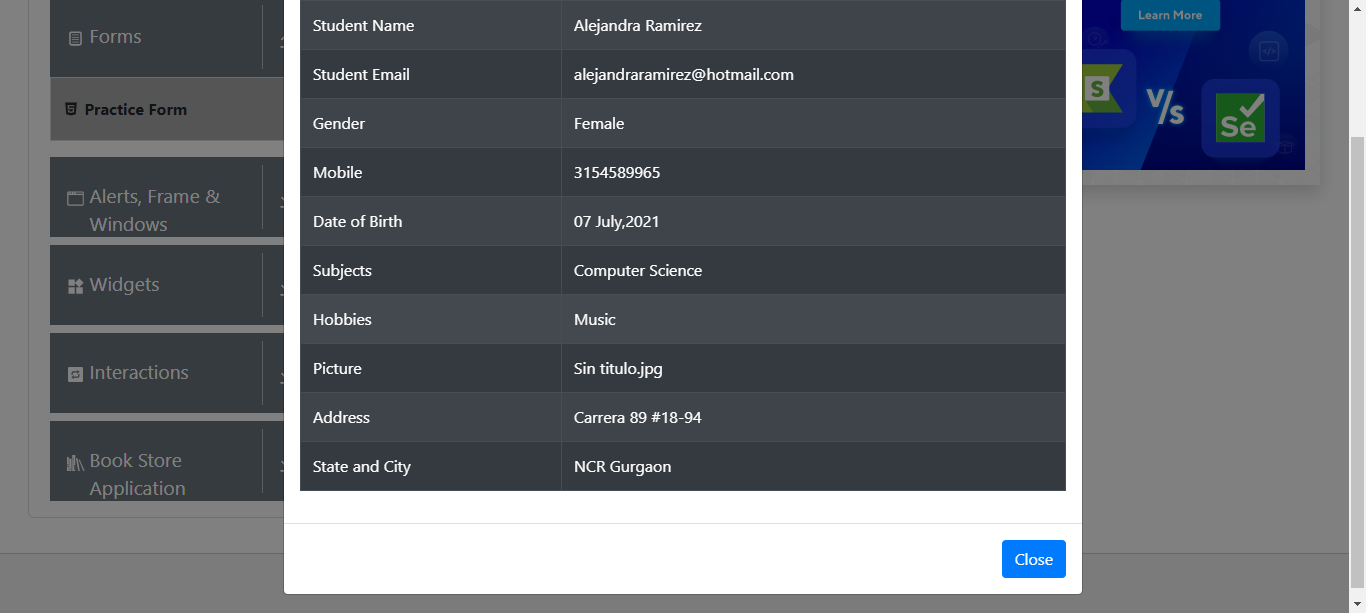 Forms
Practice Form
Alerts, Frame &
Windows
Widgets
Interactions
Book Store
Application
Student Name Alejandra Ramirez
Student Email alejandraramirez@hotmail.com
Gender Female
Mobile 3154589965
Date of Birth 07 July,2021
Subjects Computer Science
Hobbies Music
Picture Sin titulo.jpg
Address Carrera 89 #18-94
State and City NCR Gurgaon
Close
Learn More
S
V/s
Se